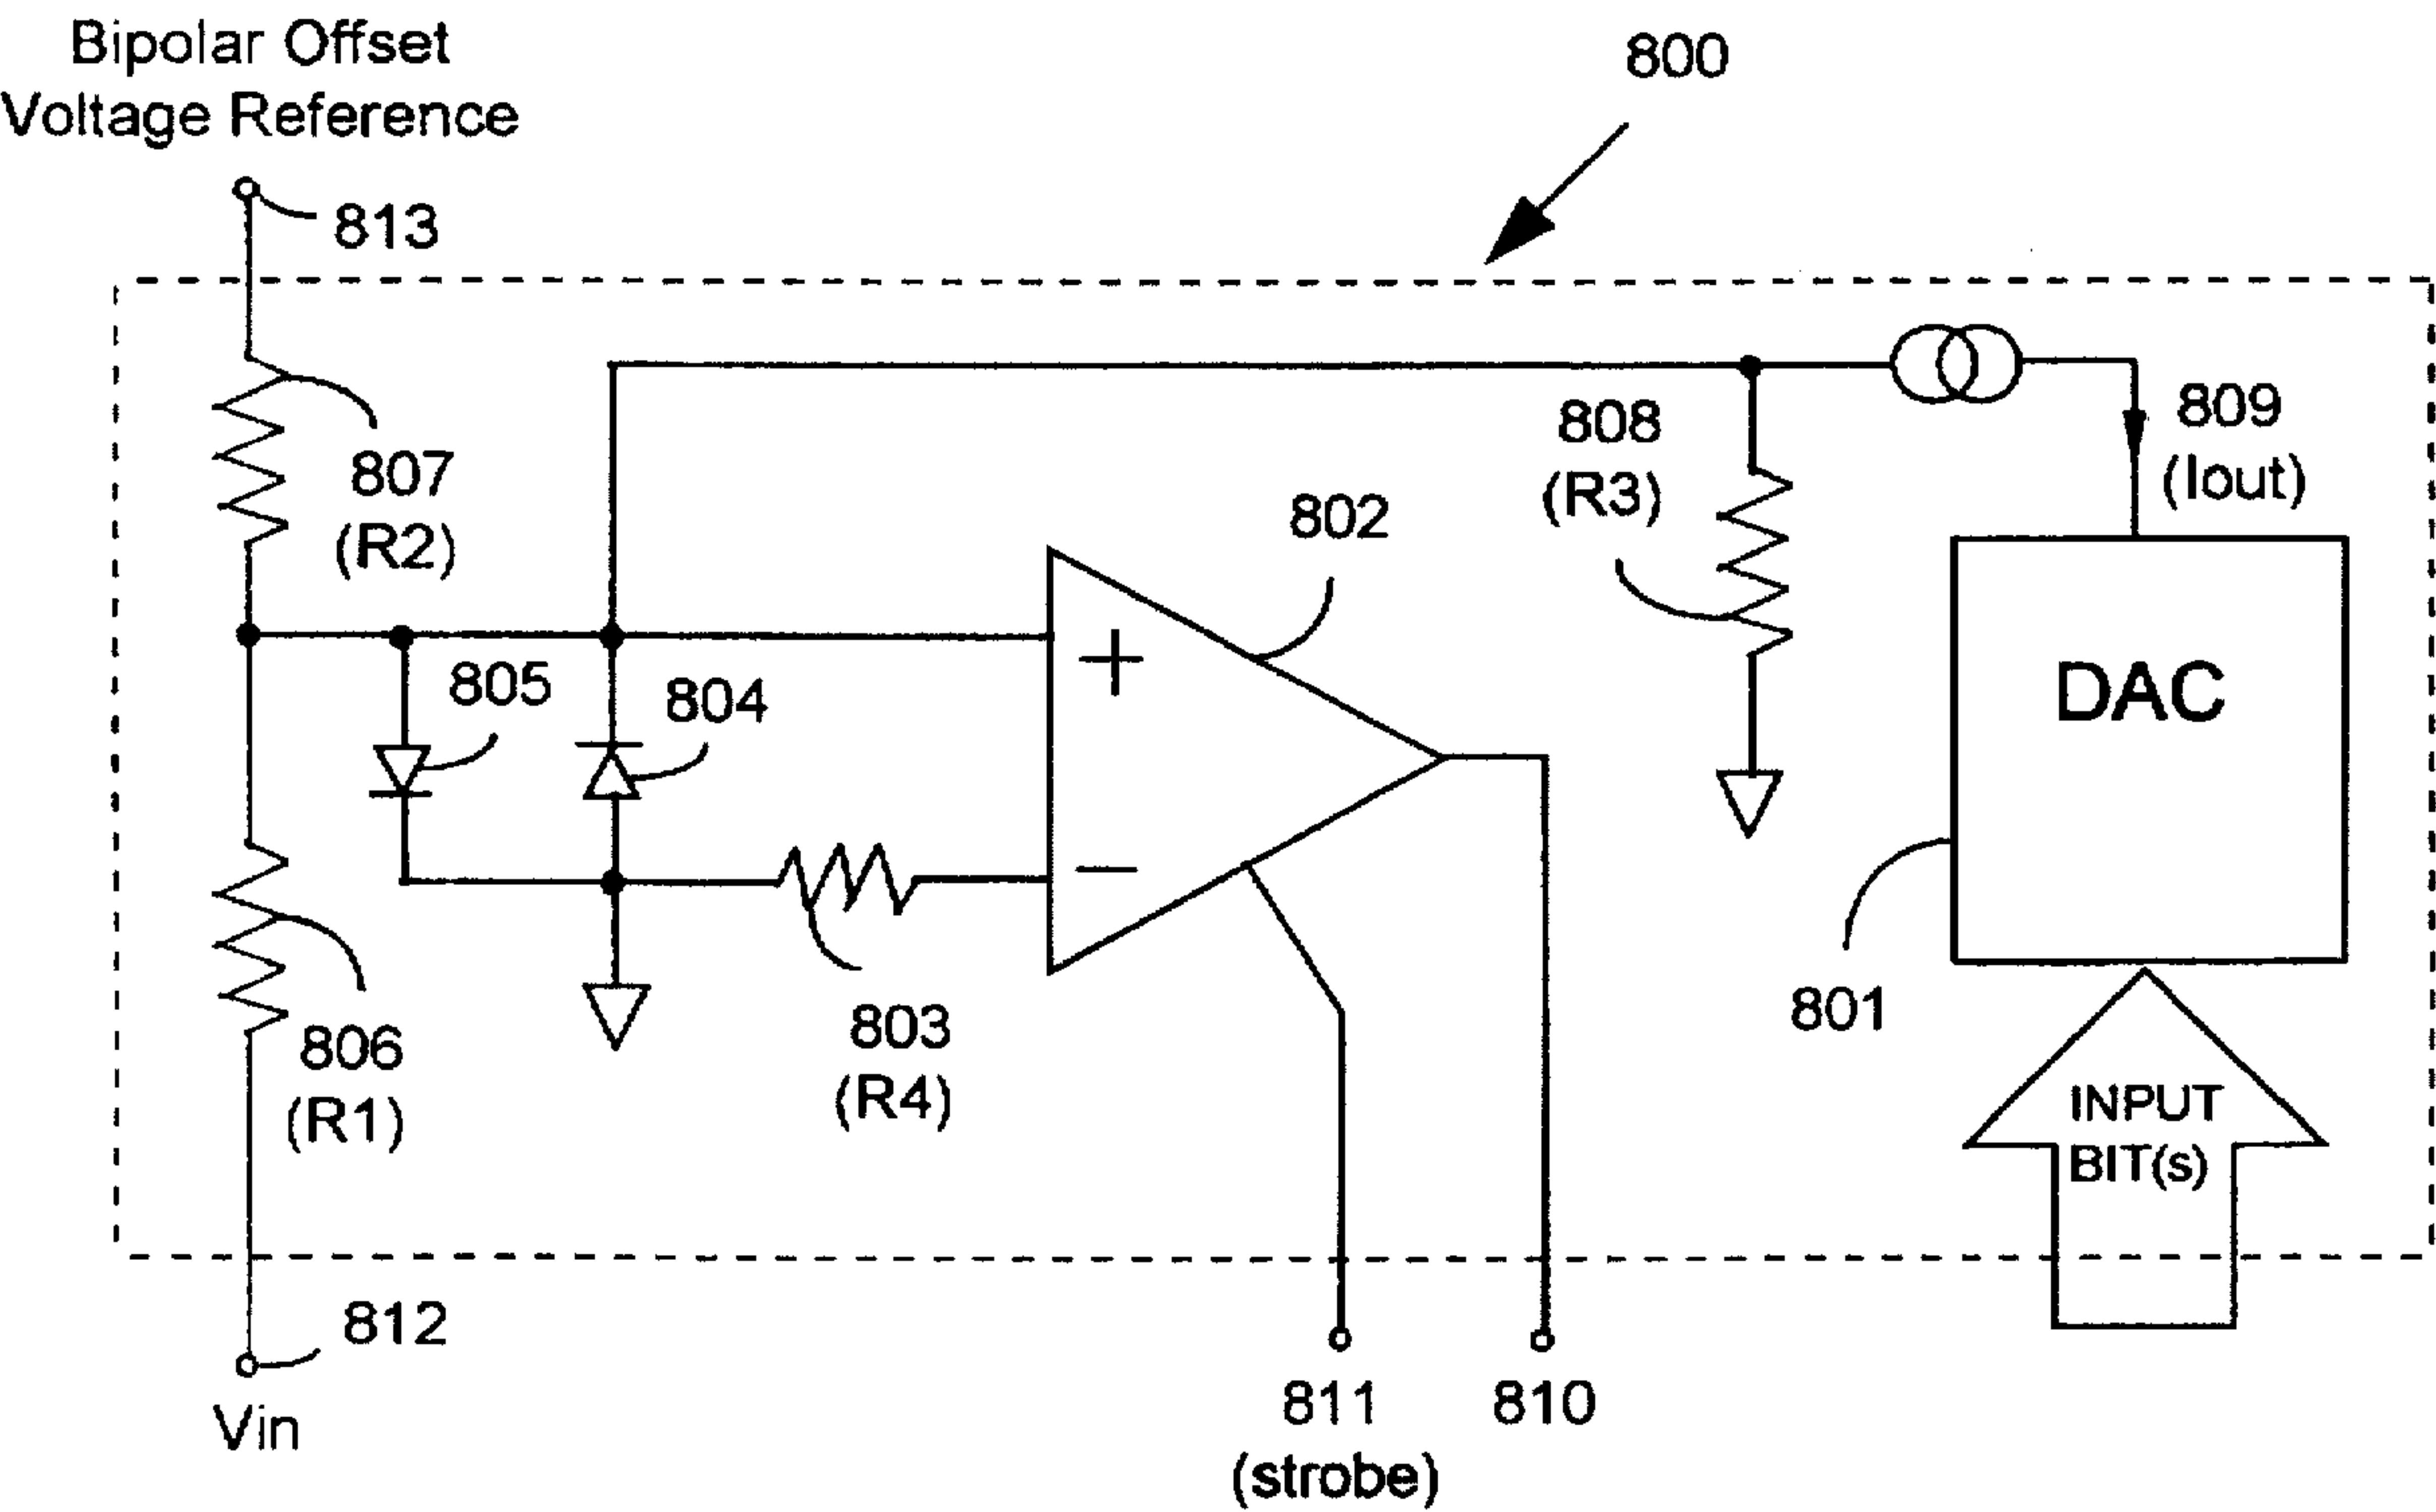 Bipolar Offset
Voltage Reference
800
813
807
(R2)
808
(R3)
809
(Iout)
802
805
804
+
−
DAC
801
803
(R4)
806
(R1)
INPUT
BIT(s)
812
Vin
811
(strobe)
810